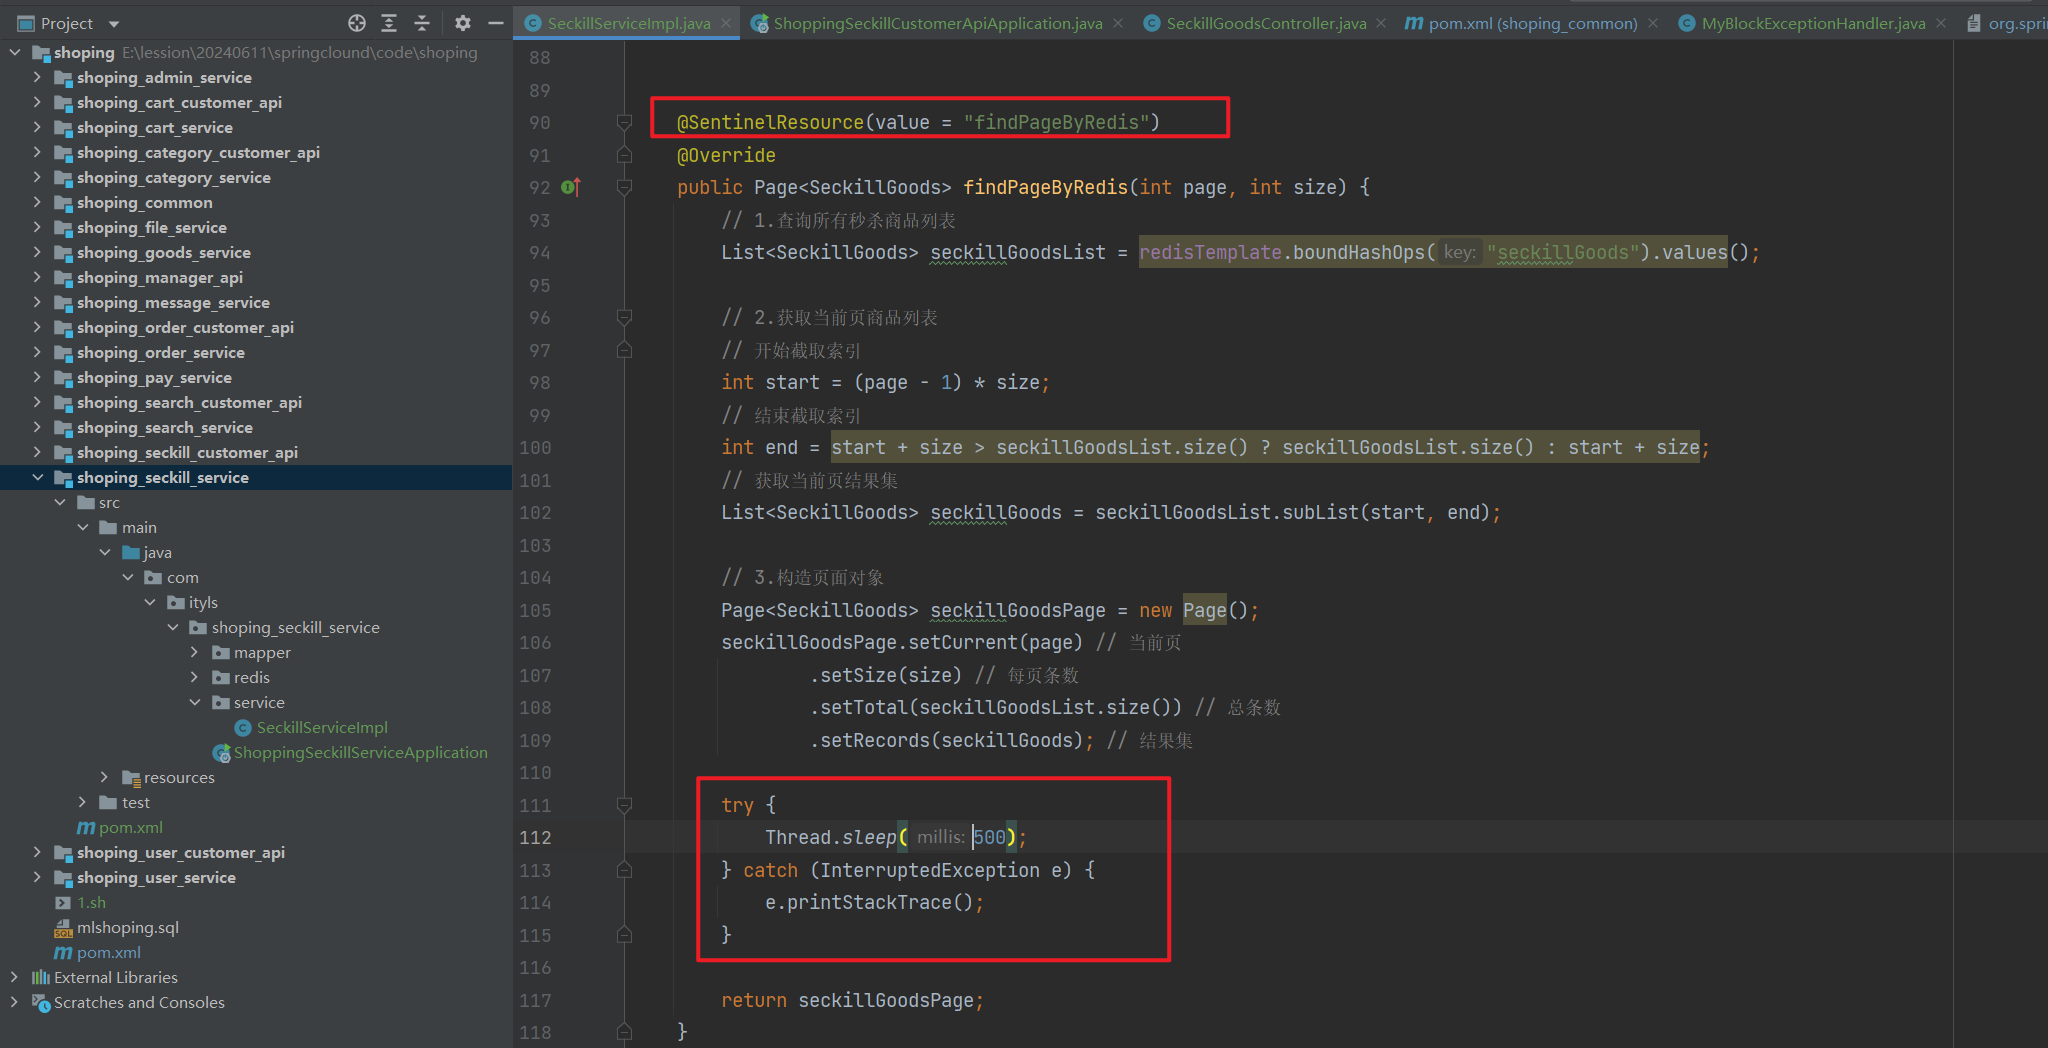 Project
shoping E:\lession\20240611\springclound\code\shoping
shoping_admin_service
shoping_cart_customer_api
shoping_cart_service
shoping_category_customer_api
shoping_category_service
shoping_common
shoping_file_service
shoping_goods_service
shoping_manager_api
shoping_message_service
shoping_order_customer_api
shoping_order_service
shoping_pay_service
shoping_search_customer_api
shoping_search_service
shoping_seckill_customer_api
shoping_seckill_service
src
main
java
com
ityls
shoping_seckill_service
mapper
redis
service
SeckillServiceImpl
ShoppingSeckillServiceApplication
resources
test
pom.xml
shoping_user_customer_api
shoping_user_service
1.sh
mlshoping.sql
pom.xml
External Libraries
Scratches and Consoles
SeckillServiceImpl.java
ShoppingSeckillCustomerApiApplication.java
SeckillGoodsController.java
pom.xml (shoping_common)
MyBlockExceptionHandler.java
org.spri
88
89
90 @SentinelResource(value = "findPageByRedis")
91 @Override
92 public Page<SeckillGoods> findPageByRedis(int page, int size) {
93 // 1.查询所有秒杀商品列表
94 List<SeckillGoods> seckillGoodsList = redisTemplate.boundHashOps( key: "seckillGoods").values();
95
96 // 2.获取当前页商品列表
97 // 开始截取索引
98 int start = (page - 1) * size;
99 // 结束截取索引
100 int end = start + size > seckillGoodsList.size() ? seckillGoodsList.size() : start + size;
101 // 获取当前页结果集
102 List<SeckillGoods> seckillGoods = seckillGoodsList.subList(start, end);
103
104 // 3.构造页面对象
105 Page<SeckillGoods> seckillGoodsPage = new Page();
106 seckillGoodsPage.setCurrent(page) // 当前页
107 .setSize(size) // 每页条数
108 .setTotal(seckillGoodsList.size()) // 总条数
109 .setRecords(seckillGoods); // 结果集
110
111 try {
112 Thread.sleep( millis: 500);
113 } catch (InterruptedException e) {
114 e.printStackTrace();
115 }
116
117 return seckillGoodsPage;
118 }